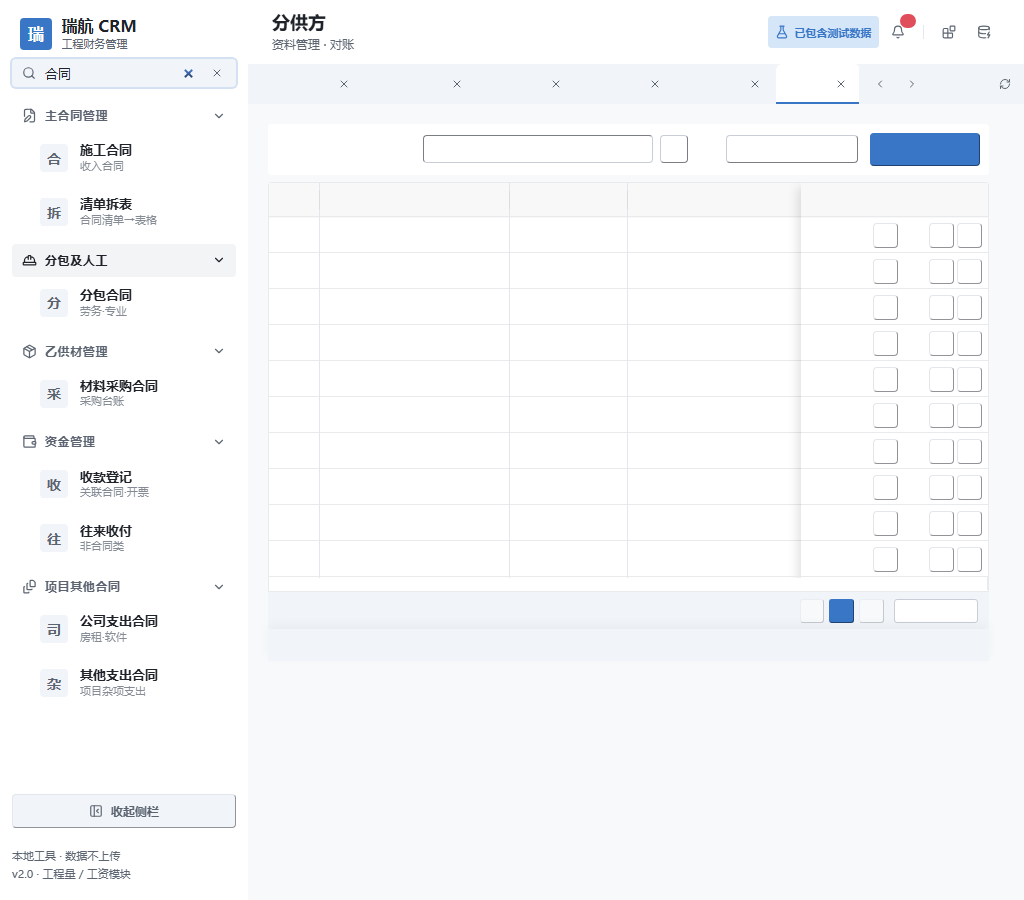 瑞
瑞航 CRM
工程财务管理
合同
主合同管理
合
施工合同
收入合同
拆
清单拆表
合同清单→表格
分包及人工
分
分包合同
劳务·专业
乙供材管理
采
材料采购合同
采购台账
资金管理
收
收款登记
关联合同·开票
往
往来收付
非合同类
项目其他合同
司
公司支出合同
房租·软件
杂
其他支出合同
项目杂项支出
收起侧栏
本地工具 · 数据不上传
v2.0 · 工程量 / 工资模块
分供方
资料管理 · 对账
已包含测试数据